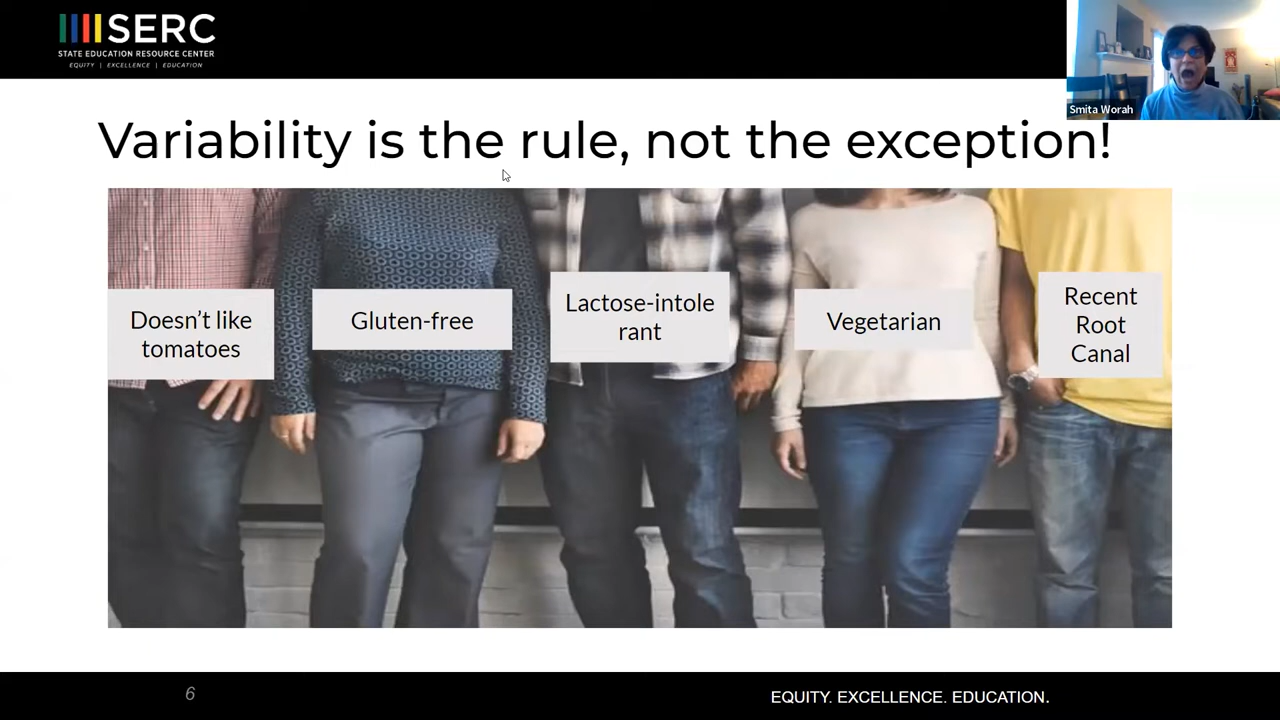 SERC
STATE EDUCATION RESOURCE CENTER
EQUITY | EXCELLENCE | EDUCATION
Smita Worah
Variability is the rule, not the exception!
Doesn’t like
tomatoes
Gluten-free
Lactose-intole
rant
Vegetarian
Recent
Root
Canal
6
EQUITY. EXCELLENCE. EDUCATION.